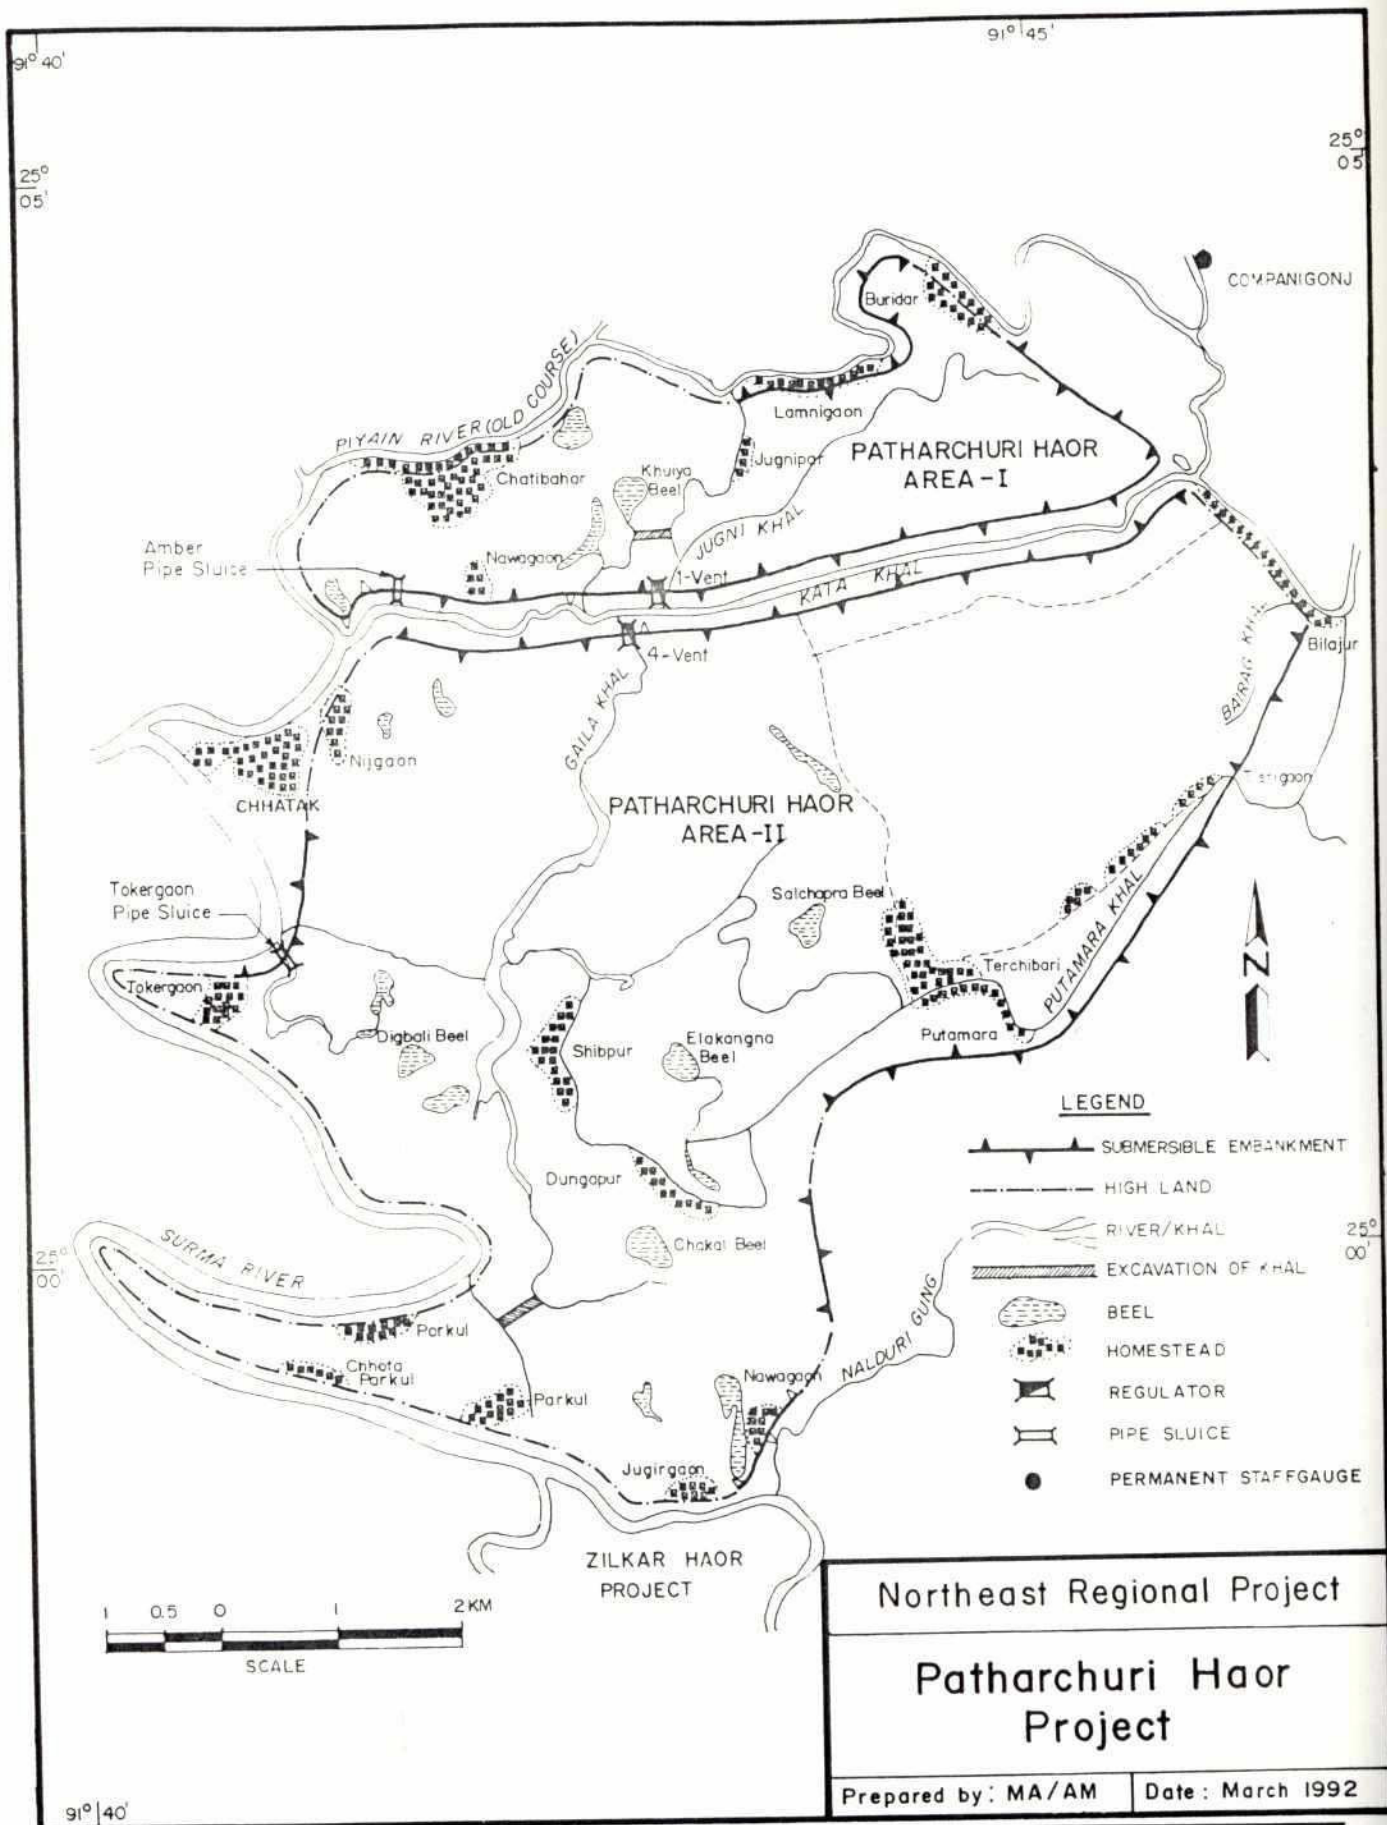 91° 45'
91° 40'
25°
05'
25°
05'
COMPANIGONJ
Buridar
PIYAIN RIVER (OLD COURSE)
Lamnigaon
Chatibahar
Jugnipar
PATHARCHURI HAOR
AREA-I
Khuiya
Beel
JUGNI KHAL
Amber
Pipe Sluice
Nawagaon
1-Vent
KATA KHAL
4-Vent
Bilajur
BAIRAG KHAL
GAILA KHAL
Nijgaon
CHHATAK
PATHARCHURI HAOR
AREA-II
Tokergaon
Pipe Sluice
Salchapra Beel
PUTAMARA KHAL
Terchibari
Tokergaon
Digbali Beel
Shibpur
Elakangna
Beel
Putamara
N
LEGEND
SUBMERSIBLE EMBANKMENT
HIGH LAND
RIVER/KHAL
EXCAVATION OF KHAL
BEEL
HOMESTEAD
REGULATOR
PIPE SLUICE
PERMANENT STAFFGAUGE
Dungapur
Chakal Beel
SURMA RIVER
25°
00'
25°
00'
NALDURI GUNG
Parkul
Chhota
Parkul
Parkul
Nawagaon
Jugirgaon
ZILKAR HAOR
PROJECT
1 0.5 0 1 2 KM
SCALE
Northeast Regional Project
Patharchuri Haor
Project
Prepared by: MA/AM
Date: March 1992
91° 40'